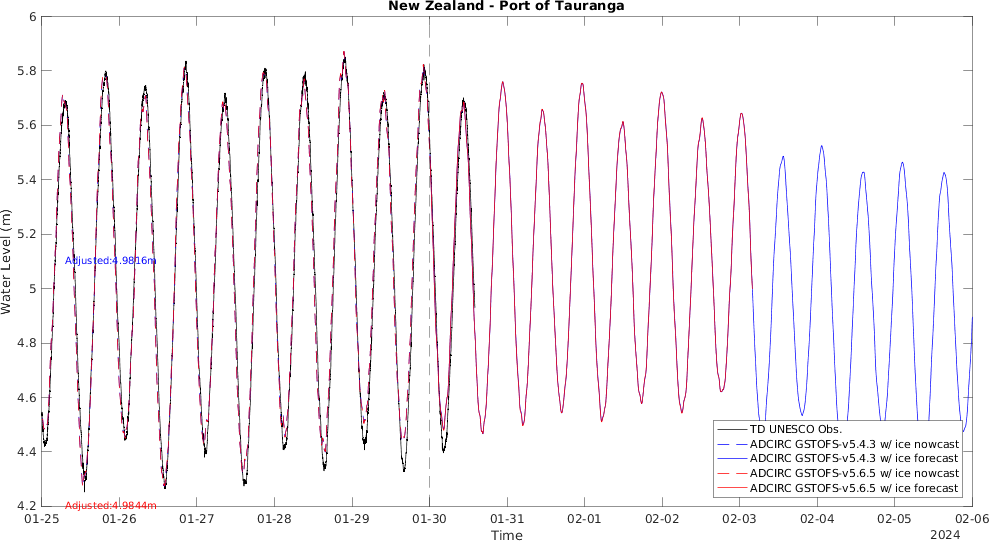 New Zealand - Port of Tauranga
6
5.8
5.6
5.4
5.2
5
4.8
4.6
4.4
4.2
Water Level (m)
Adjusted:4.9816m
Adjusted:4.9844m
TD UNESCO Obs.
ADCIRC GSTOFS-v5.4.3 w/ ice nowcast
ADCIRC GSTOFS-v5.4.3 w/ ice forecast
ADCIRC GSTOFS-v5.6.5 w/ ice nowcast
ADCIRC GSTOFS-v5.6.5 w/ ice forecast
01-25 01-26 01-27 01-28 01-29 01-30 01-31 02-01 02-02 02-03 02-04 02-05 02-06
Time
2024